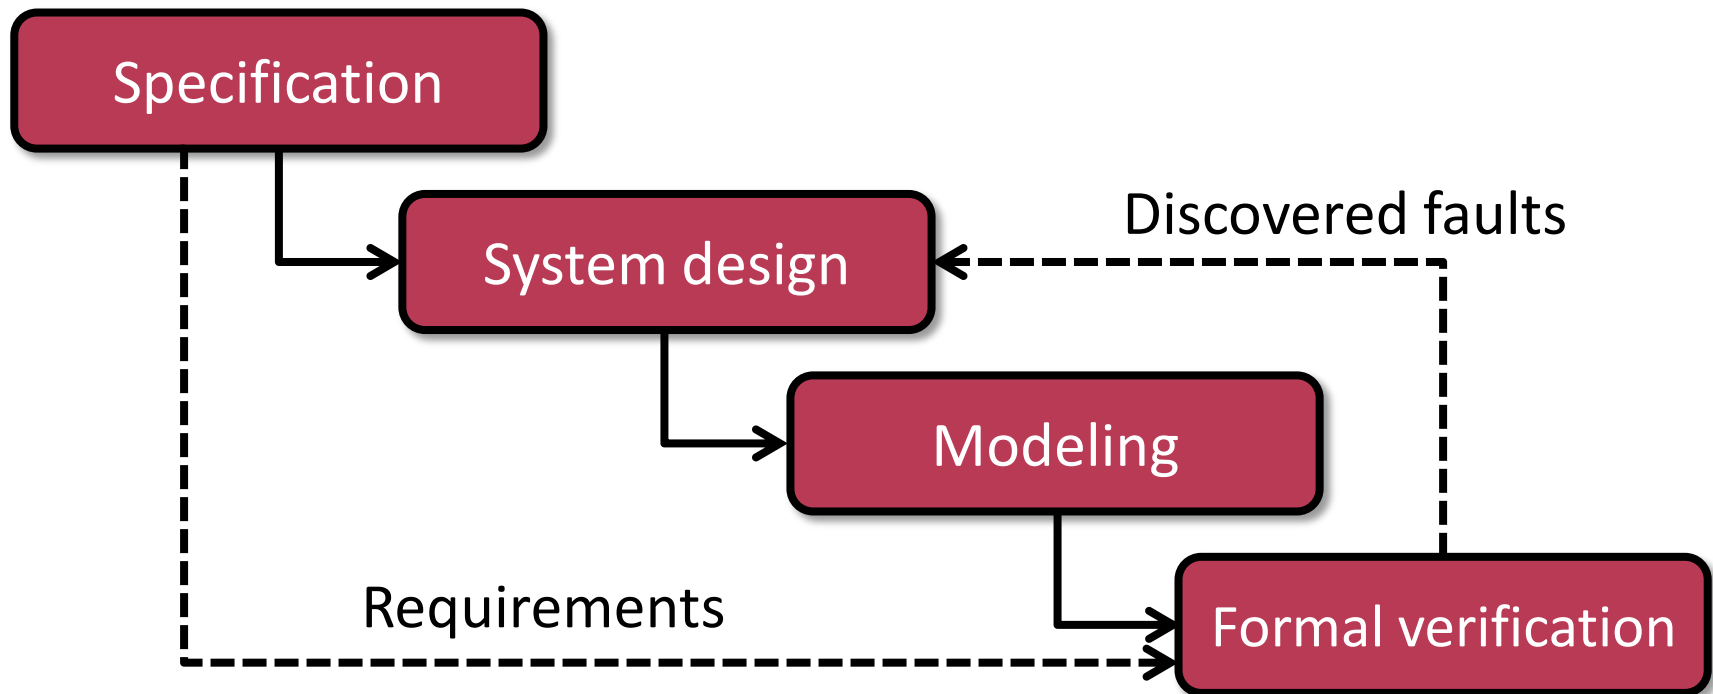 Specification
System design
Discovered faults
Modeling
Requirements
Formal verification